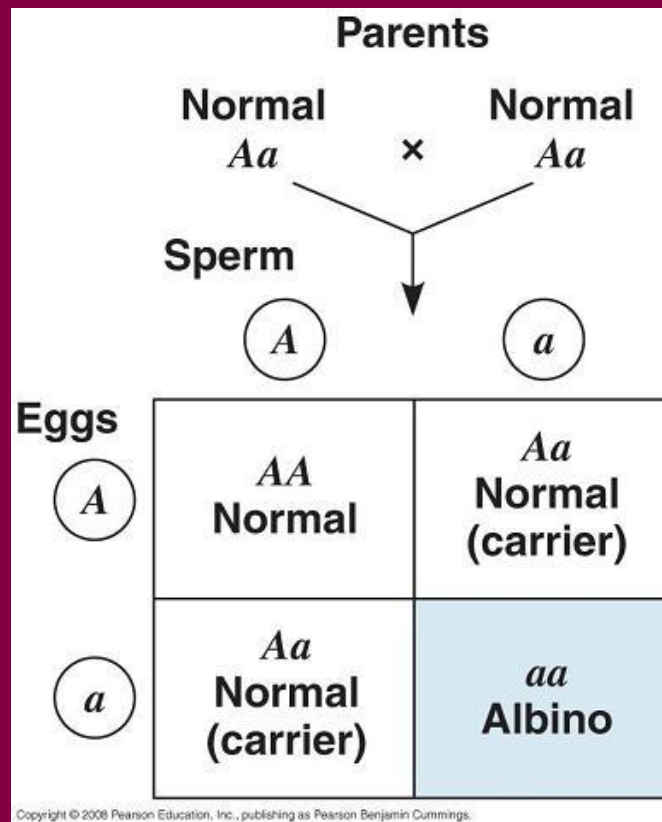 Parents
Normal Normal
Aa × Aa
Sperm
A a
Eggs
A
AA
Normal
Aa
Normal
(carrier)
a
Aa
Normal
(carrier)
aa
Albino
Copyright © 2008 Pearson Education, Inc., publishing as Pearson Benjamin Cummings.